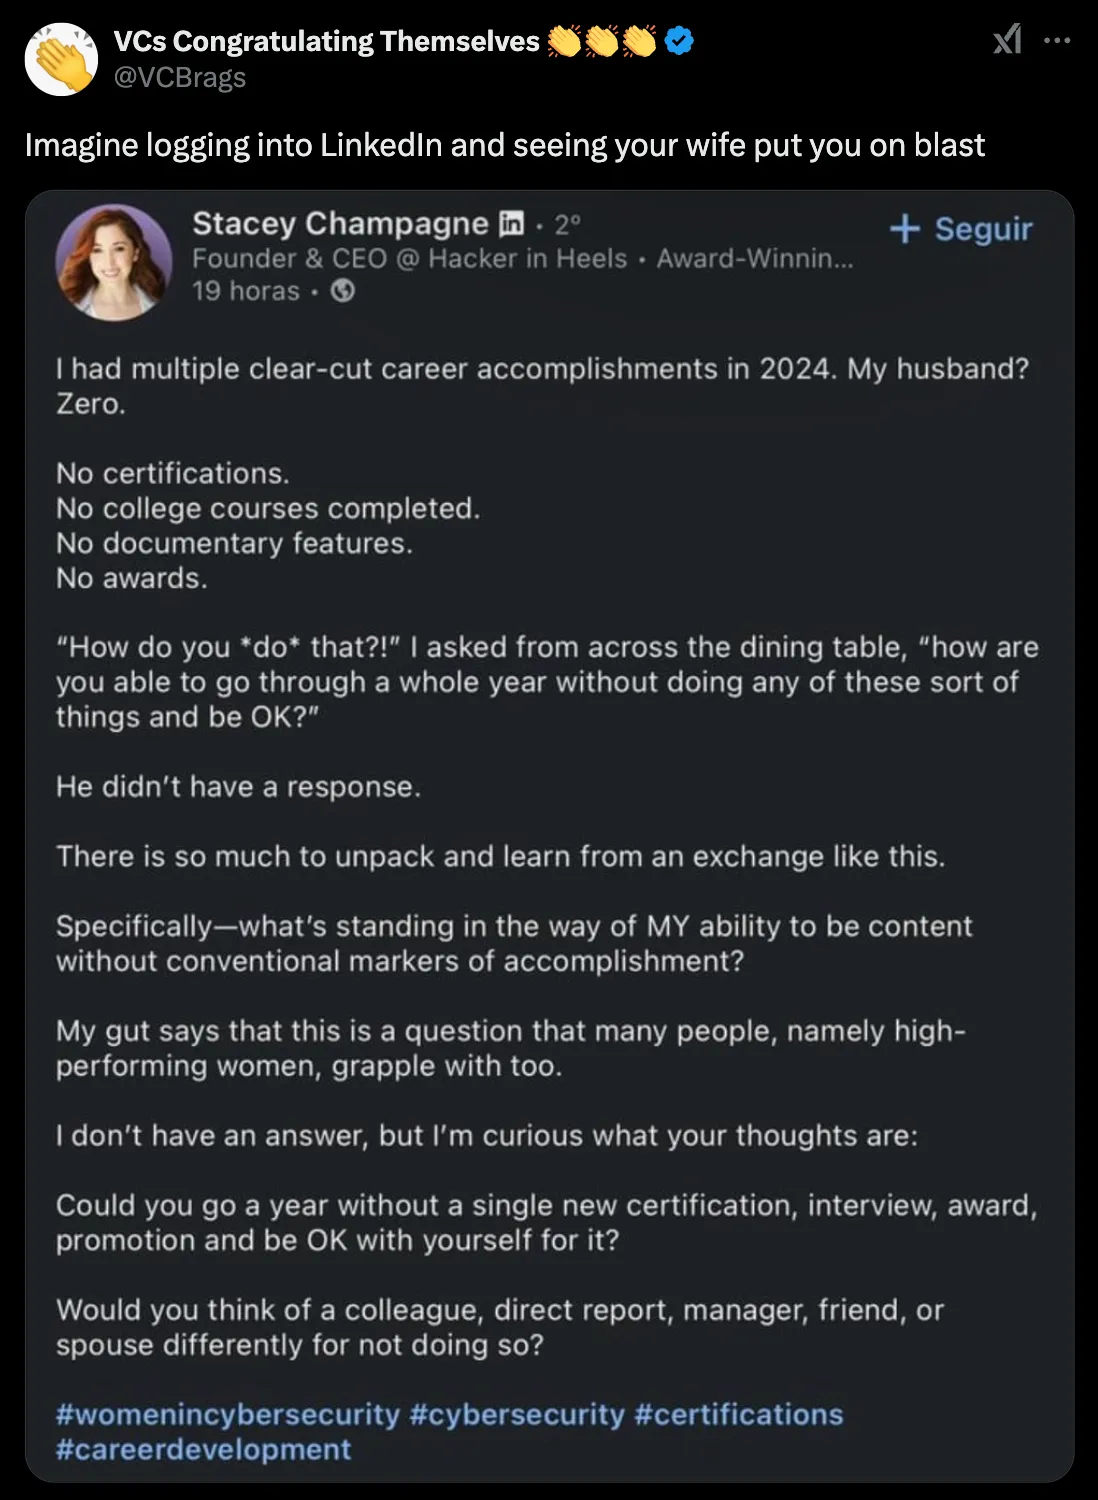 VCs Congratulating Themselves 👏👏👏
@VCBrags
Imagine logging into LinkedIn and seeing your wife put you on blast
Stacey Champagne in · 2º
+ Seguir
Founder & CEO @ Hacker in Heels • Award-Winnin...
19 horas •
I had multiple clear-cut career accomplishments in 2024. My husband?
Zero.
No certifications.
No college courses completed.
No documentary features.
No awards.
“How do you *do* that?!” I asked from across the dining table, “how are
you able to go through a whole year without doing any of these sort of
things and be OK?”
He didn’t have a response.
There is so much to unpack and learn from an exchange like this.
Specifically—what’s standing in the way of MY ability to be content
without conventional markers of accomplishment?
My gut says that this is a question that many people, namely high-
performing women, grapple with too.
I don’t have an answer, but I’m curious what your thoughts are:
Could you go a year without a single new certification, interview, award,
promotion and be OK with yourself for it?
Would you think of a colleague, direct report, manager, friend, or
spouse differently for not doing so?
#womenincybersecurity #cybersecurity #certifications
#careerdevelopment